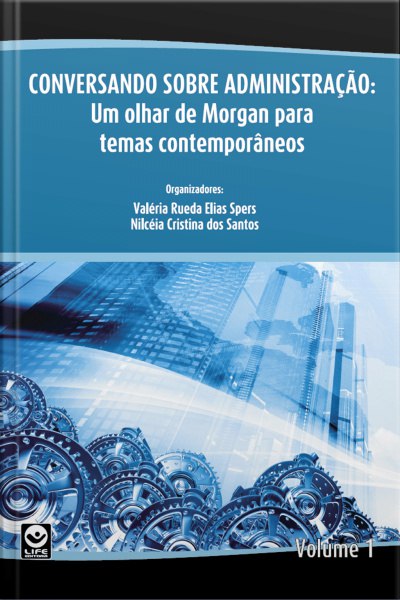 CONVERSANDO SOBRE ADMINISTRAÇÃO:
Um olhar de Morgan para
temas contemporâneos
Organizadores:
Valéria Rueda Elias Spers
Nilcéia Cristina dos Santos
LIFE
EDITORA
Volume 1